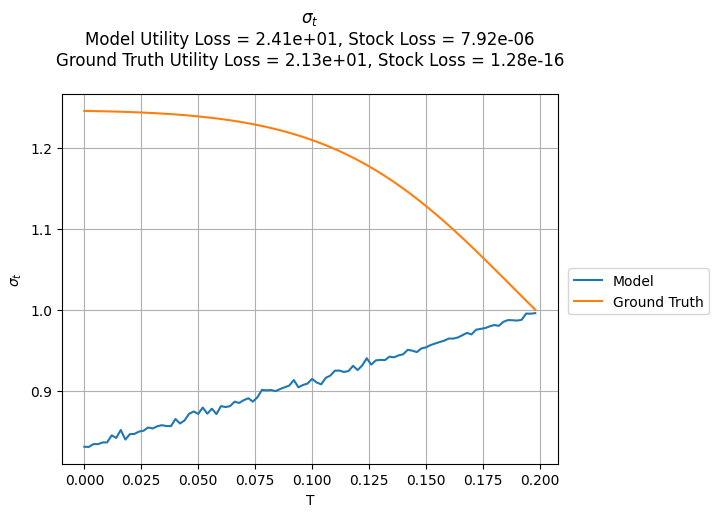 σt
Model Utility Loss = 2.41e+01, Stock Loss = 7.92e-06
Ground Truth Utility Loss = 2.13e+01, Stock Loss = 1.28e-16
1.2
1.1
1.0
0.9
σt
Model
Ground Truth
0.000 0.025 0.050 0.075 0.100 0.125 0.150 0.175 0.200
T